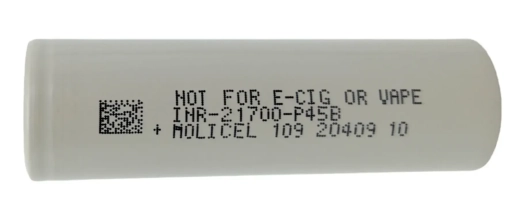 NOT FOR E-CIG OR VAPE
INR-21700-P45B
+ MOLICEL 109 20409 10